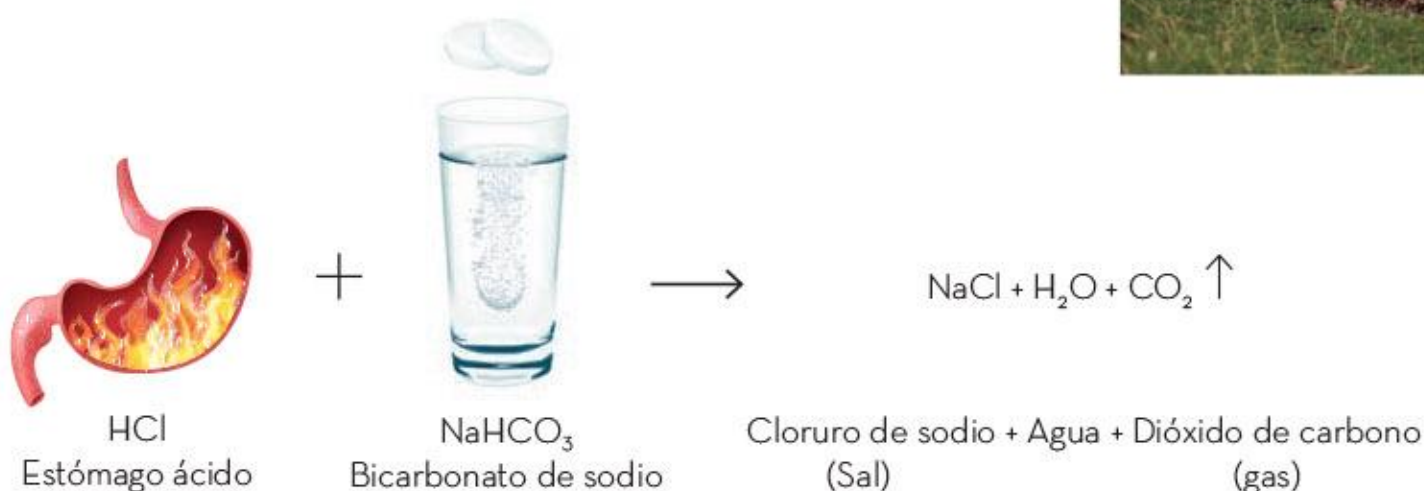 + → NaCl + H₂O + CO₂ ↑
HCl
Estómago ácido
NaHCO₃
Bicarbonato de sodio
Cloruro de sodio + Agua + Dióxido de carbono
(Sal) (gas)